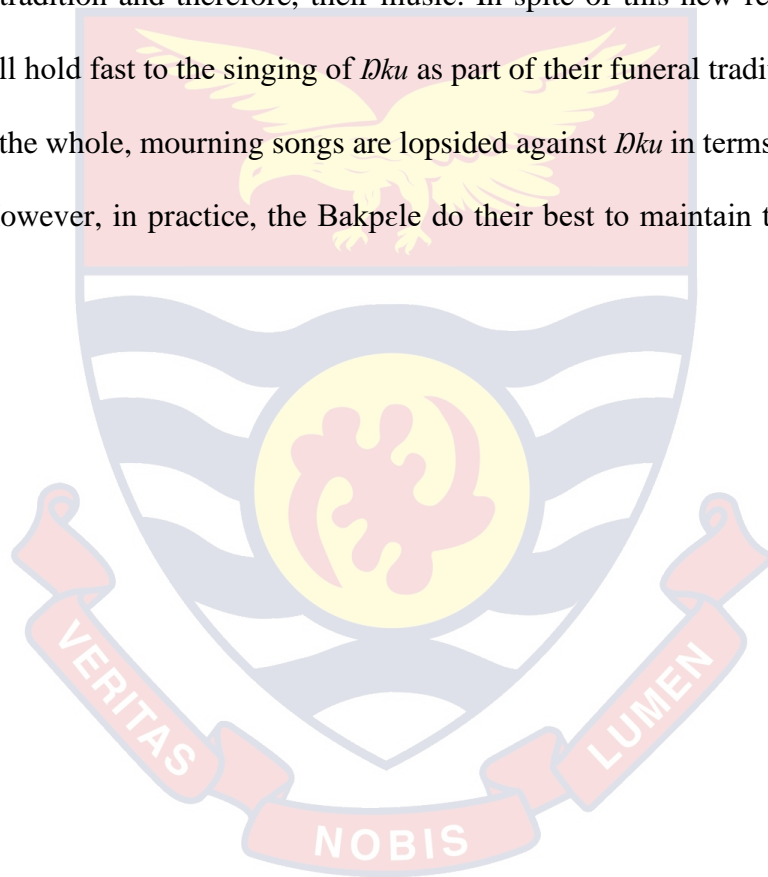 tradition and therefore, their music. In spite of this new re
ll hold fast to the singing of Ŋku as part of their funeral tradi
the whole, mourning songs are lopsided against Ŋku in terms
owever, in practice, the Bakpɛle do their best to maintain t
VERITAS
NOBIS
LUMEN